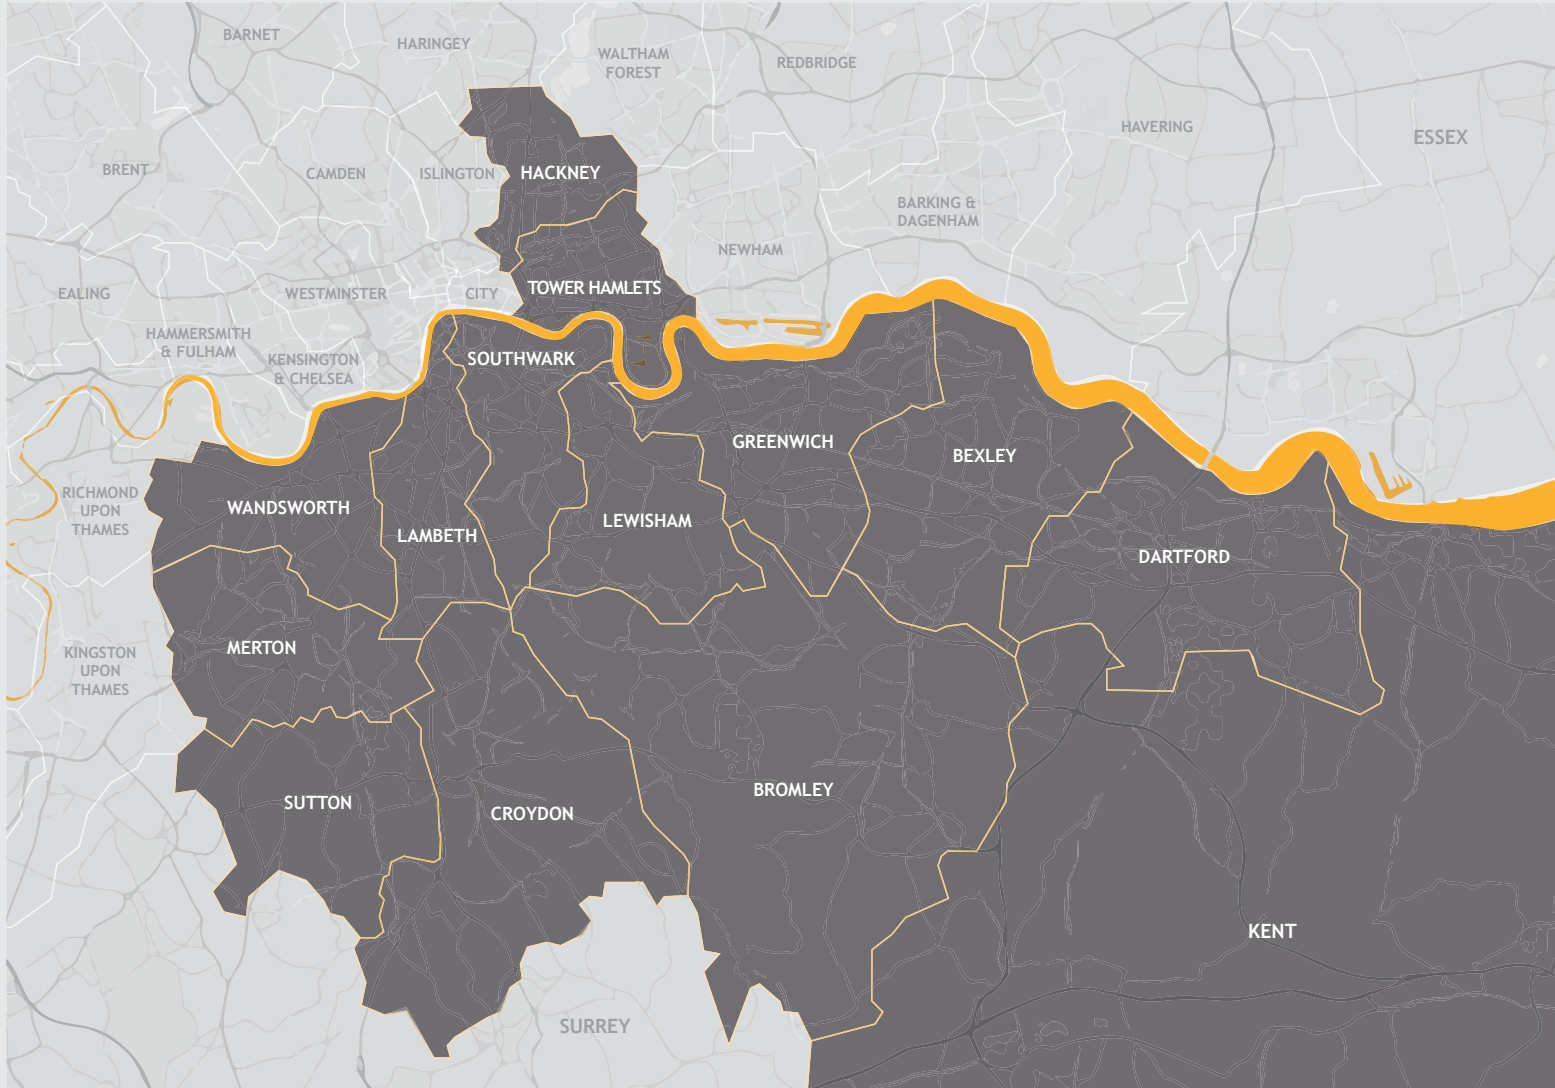 BARNET
HARINGEY
WALTHAM
FOREST
REDBRIDGE
HAVERING
ESSEX
BRENT
CAMDEN
ISLINGTON
HACKNEY
BARKING &
DAGENHAM
NEWHAM
EALING
WESTMINSTER
CITY
TOWER HAMLETS
HAMMERSMITH
& FULHAM
KENSINGTON
& CHELSEA
SOUTHWARK
GREENWICH
BEXLEY
RICHMOND
UPON
THAMES
WANDSWORTH
LAMBETH
LEWISHAM
DARTFORD
KINGSTON
UPON
THAMES
MERTON
BROMLEY
SUTTON
CROYDON
KENT
SURREY